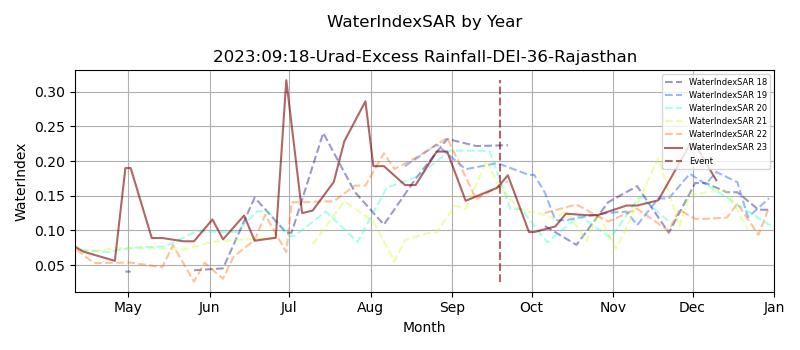 WaterIndexSAR by Year
2023:09:18-Urad-Excess Rainfall-DEI-36-Rajasthan
WaterIndex
0.30
0.25
0.20
0.15
0.10
0.05
WaterIndexSAR 18
WaterIndexSAR 19
WaterIndexSAR 20
WaterIndexSAR 21
WaterIndexSAR 22
WaterIndexSAR 23
Event
May Jun Jul Aug Sep Oct Nov Dec Jan
Month